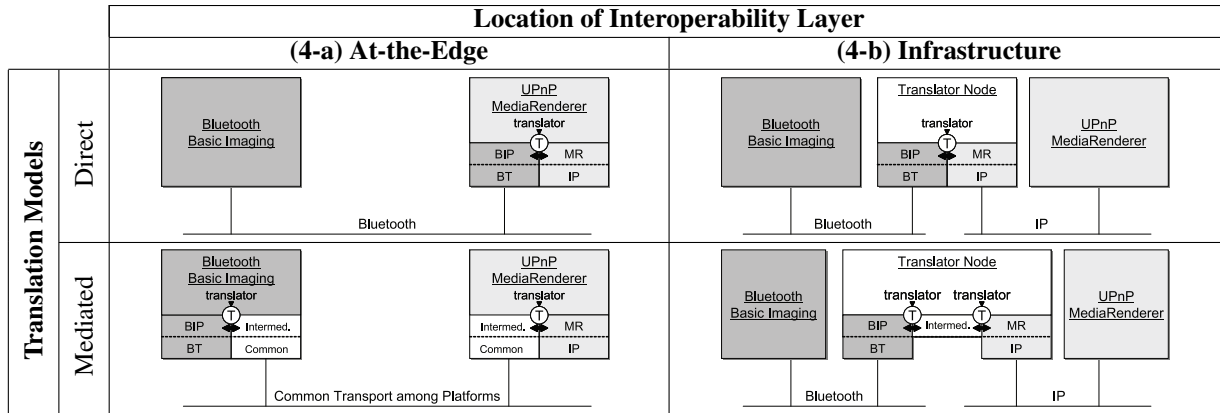 Location of Interoperability Layer
(4-a) At-the-Edge
(4-b) Infrastructure
Translation Models
Direct
Bluetooth
Basic Imaging
UPnP
MediaRenderer
translator
T
BIP
MR
BT
IP
Bluetooth
Bluetooth
Basic Imaging
Translator Node
translator
T
BIP
MR
BT
IP
UPnP
MediaRenderer
Bluetooth
IP
Mediated
Bluetooth
Basic Imaging
translator
T
BIP
Intermed.
BT
Common
UPnP
MediaRenderer
translator
T
Intermed.
MR
Common
IP
Common Transport among Platforms
Bluetooth
Basic Imaging
Translator Node
translator translator
T T
BIP
Intermed.
MR
BT
IP
UPnP
MediaRenderer
Bluetooth
IP